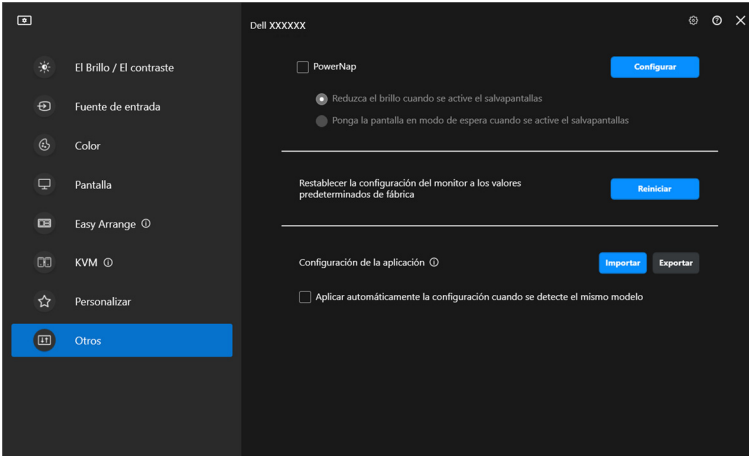 Dell XXXXXX
El Brillo / El contraste
Fuente de entrada
Color
Pantalla
Easy Arrange
KVM
Personalizar
Otros
PowerNap
Configurar
Reduzca el brillo cuando se active el salvapantallas
Ponga la pantalla en modo de espera cuando se active el salvapantallas
Restablecer la configuración del monitor a los valores
predeterminados de fábrica
Reiniciar
Configuración de la aplicación
Importar
Exportar
Aplicar automáticamente la configuración cuando se detecte el mismo modelo